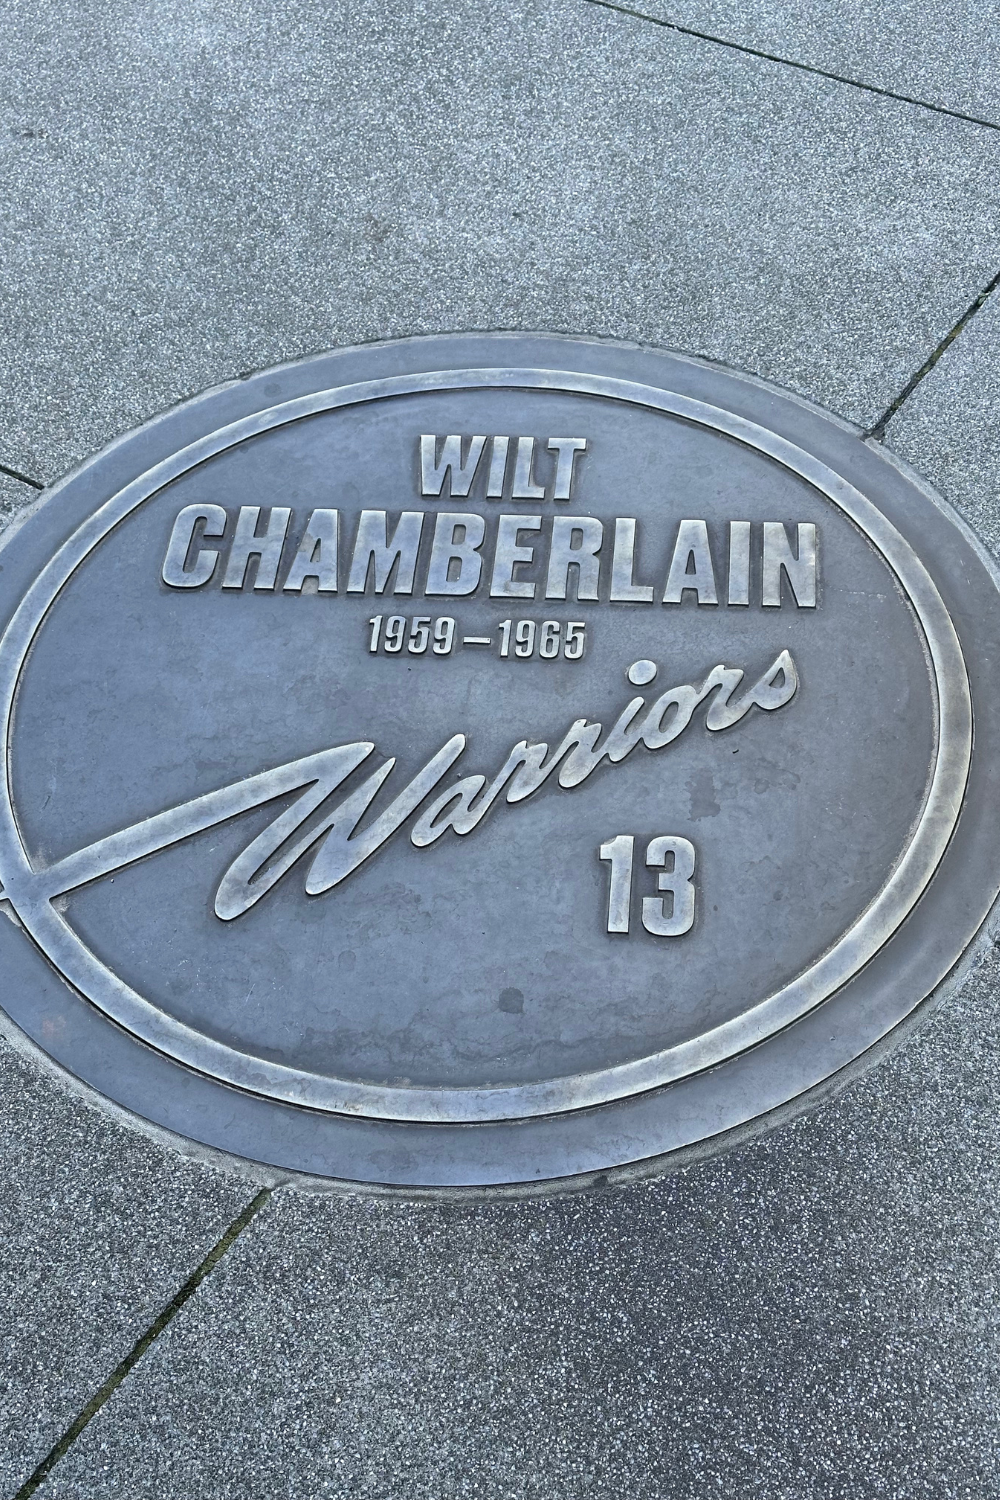 WILT
CHAMBERLAIN
1959–1965
Warriors
13